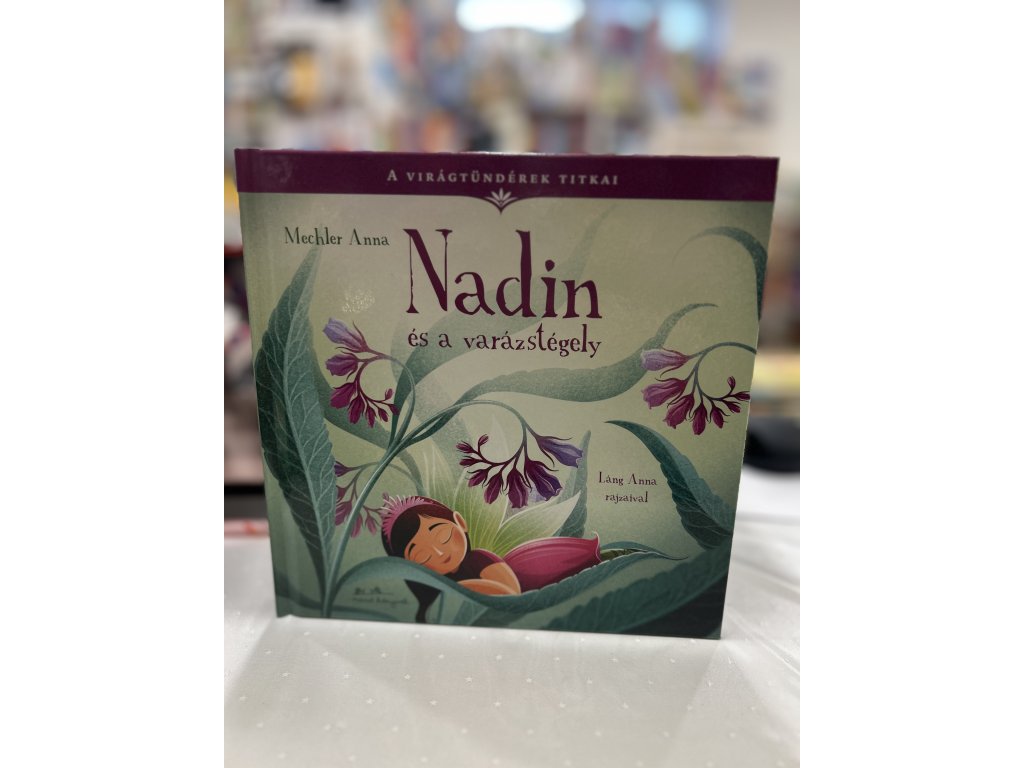 A VIRÁGTÜNDÉREK TITKAI
Mechler Anna
Nadin
és a varázstégely
Láng Anna
rajzaival